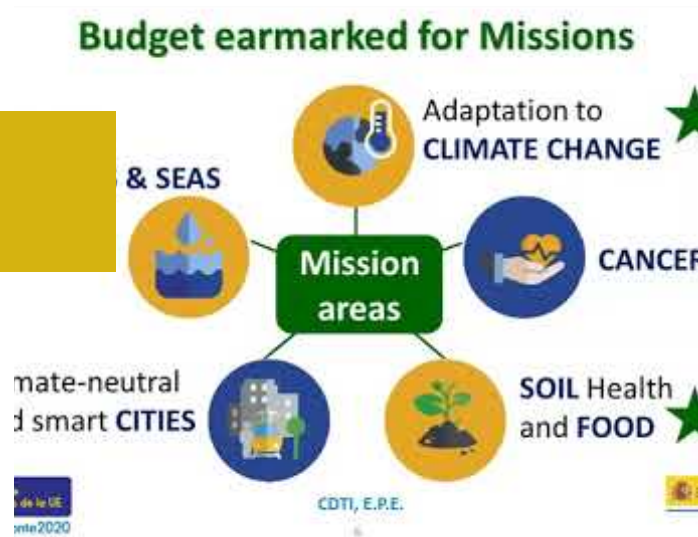 Budget earmarked for Missions
Adaptation to
CLIMATE CHANGE
& SEAS
Mission
areas
CANCER
mate-neutral
d smart CITIES
SOIL Health
and FOOD
de la UE
CDTI, E.P.E.
onte2020